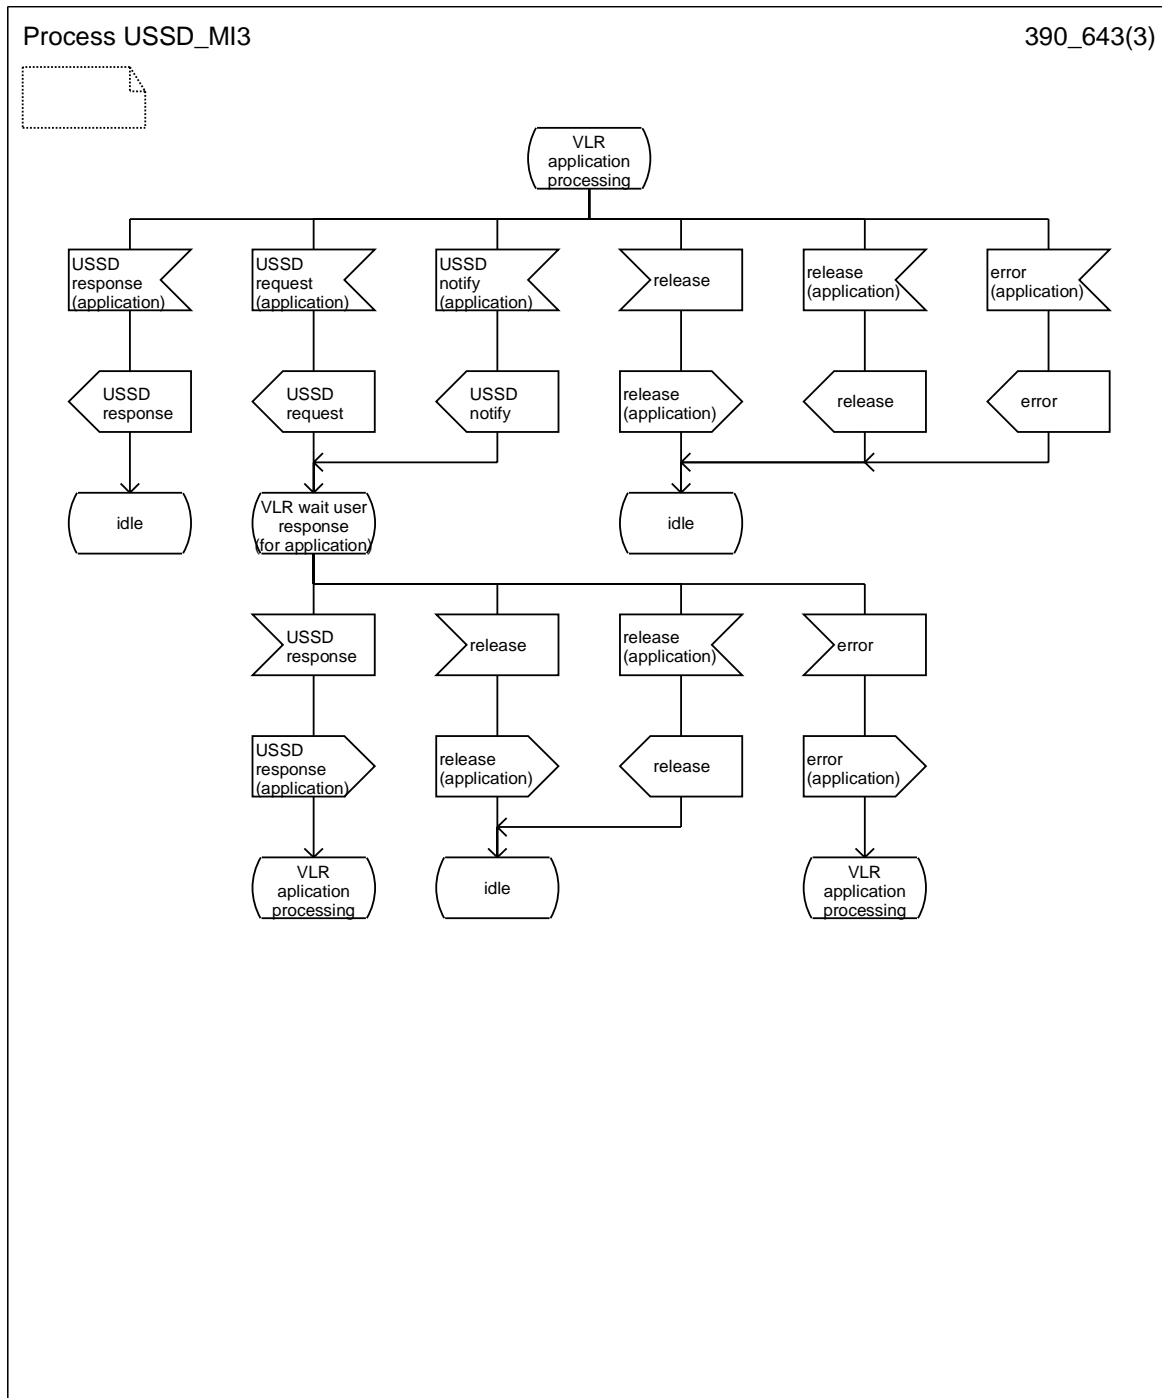 Process USSD_MI3
390_643(3)
VLR
application
processing
USSD
response
(application)
USSD
request
(application)
USSD
notify
(application)
release
release
(application)
error
(application)
USSD
response
USSD
request
USSD
notify
release
(application)
release
error
idle
VLR wait user
response
(for application)
idle
USSD
response
release
release
(application)
error
USSD
response
(application)
release
(application)
release
error
(application)
VLR
aplication
processing
idle
VLR
application
processing